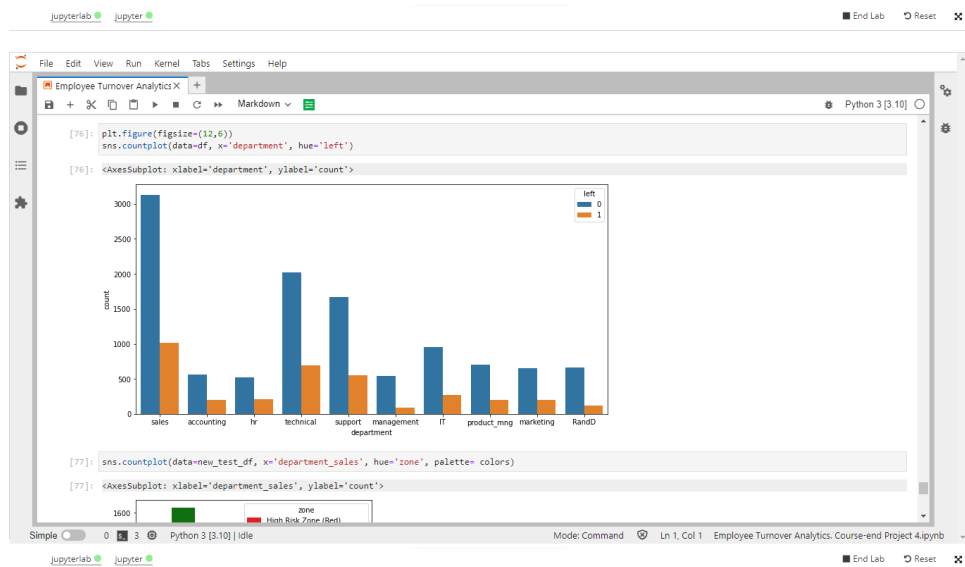 jupyterlab jupyter End Lab Reset
File Edit View Run Kernel Tabs Settings Help
Employee Turnover Analytics
Markdown Python 3 [3.10]
[76]: plt.figure(figsize=(12,6))
sns.countplot(data=df, x='department', hue='left')
[76]: <AxesSubplot: xlabel='department', ylabel='count'>
left
0
1
3000
2500
2000
1500
1000
500
0
count
sales accounting hr technical support management IT product_mng marketing RandD
department
[77]: sns.countplot(data=new_test_df, x='department_sales', hue='zone', palette= colors)
[77]: <AxesSubplot: xlabel='department_sales', ylabel='count'>
1600
zone
High Risk Zone (Red)
Simple 0 s_ 3 Python 3 [3.10] | Idle Mode: Command Ln 1, Col 1 Employee Turnover Analytics. Course-end Project 4.ipynb
jupyterlab jupyter End Lab Reset